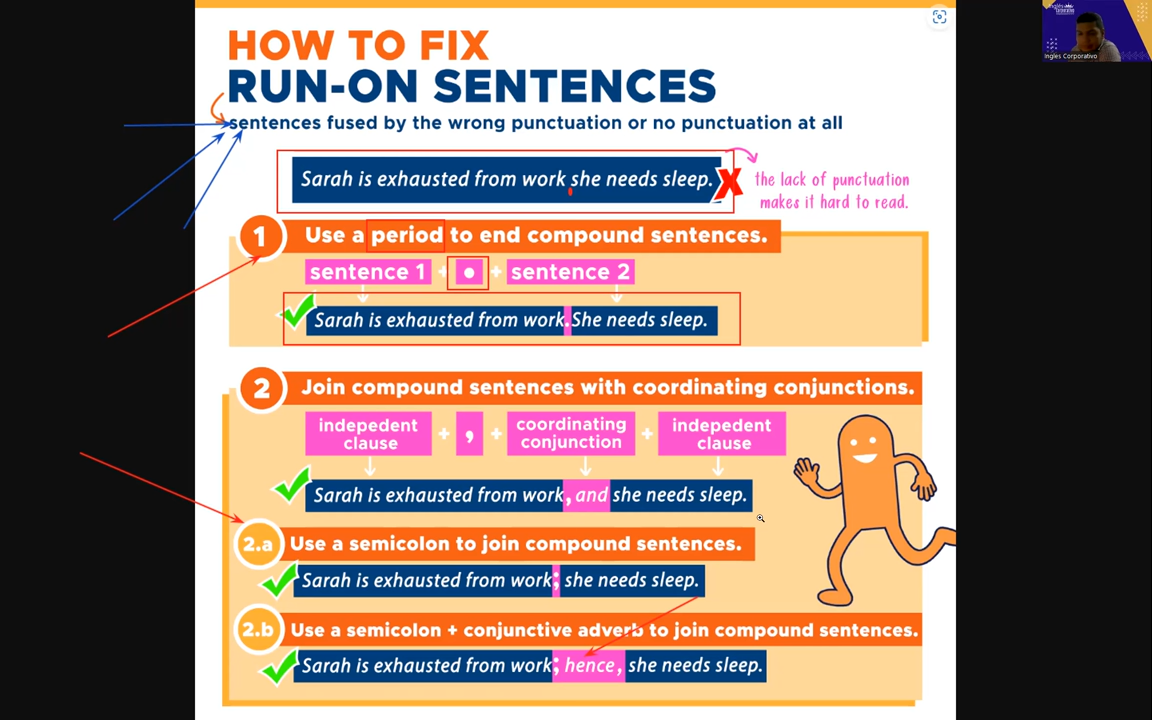 HOW TO FIX
RUN-ON SENTENCES
sentences fused by the wrong punctuation or no punctuation at all
Sarah is exhausted from work she needs sleep.
the lack of punctuation
makes it hard to read.
1 Use a period to end compound sentences.
sentence 1 + . + sentence 2
Sarah is exhausted from work. She needs sleep.
2 Join compound sentences with coordinating conjunctions.
indepedent clause + , + coordinating conjunction + indepedent clause
Sarah is exhausted from work, and she needs sleep.
2.a Use a semicolon to join compound sentences.
Sarah is exhausted from work; she needs sleep.
2.b Use a semicolon + conjunctive adverb to join compound sentences.
Sarah is exhausted from work; hence, she needs sleep.
Ingles Corporativo